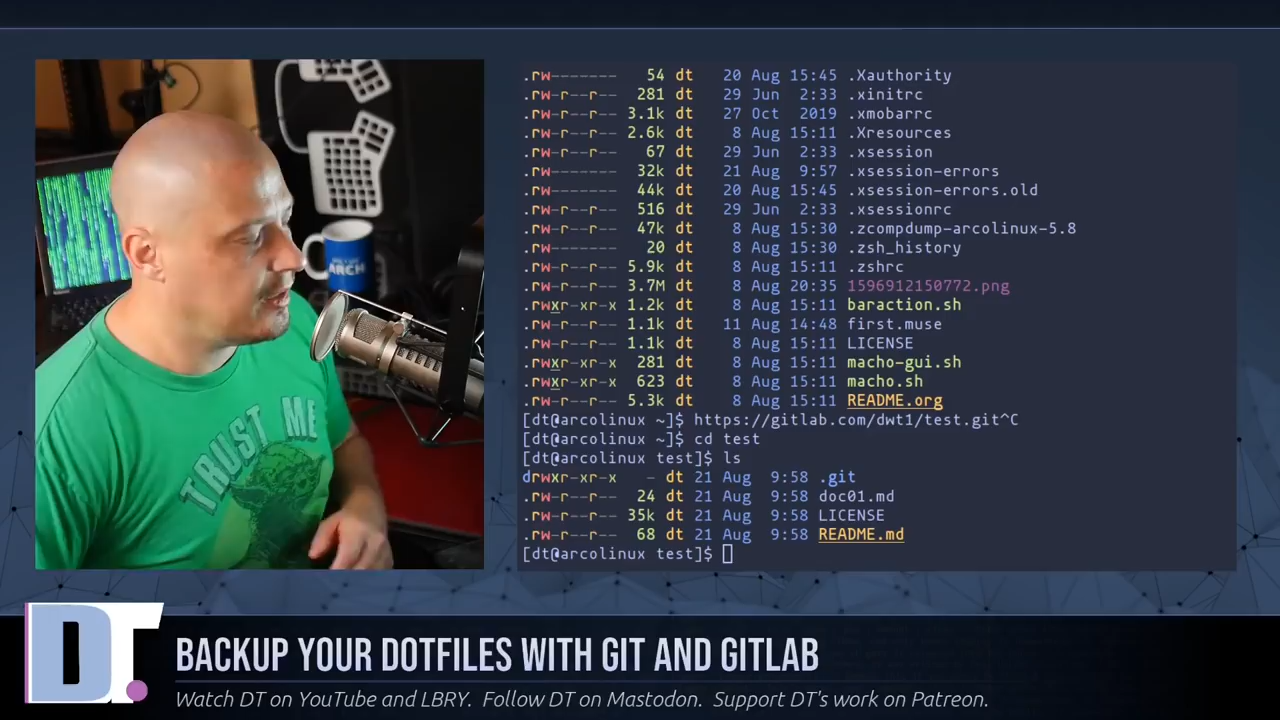 .rw------- 54 dt 20 Aug 15:45 .Xauthority
.rw-r--r-- 281 dt 29 Jun 2:33 .xinitrc
.rw-r--r-- 3.1k dt 27 Oct 2019 .xmobarrc
.rw-r--r-- 2.6k dt 8 Aug 15:11 .Xresources
.rw-r--r-- 67 dt 29 Jun 2:33 .xsession
.rw------- 32k dt 21 Aug 9:57 .xsession-errors
.rw------- 44k dt 20 Aug 15:45 .xsession-errors.old
.rw-r--r-- 516 dt 29 Jun 2:33 .xsessionrc
.rw-r--r-- 47k dt 8 Aug 15:30 .zcompdump-arcolinux-5.8
.rw------- 20 dt 8 Aug 15:30 .zsh_history
.rw-r--r-- 5.9k dt 8 Aug 15:11 .zshrc
.rw-r--r-- 3.7M dt 8 Aug 20:35 1596912150772.png
.rwxr-xr-x 1.2k dt 8 Aug 15:11 baraction.sh
.rw-r--r-- 1.1k dt 11 Aug 14:48 first.muse
.rw-r--r-- 1.1k dt 8 Aug 15:11 LICENSE
.rwxr-xr-x 281 dt 8 Aug 15:11 macho-gui.sh
.rwxr-xr-x 623 dt 8 Aug 15:11 macho.sh
.rw-r--r-- 5.3k dt 8 Aug 15:11 README.org
[dt@arcolinux ~]$ https://gitlab.com/dwt1/test.git^C
[dt@arcolinux ~]$ cd test
[dt@arcolinux test]$ ls
drwxr-xr-x - dt 21 Aug 9:58 .git
.rw-r--r-- 24 dt 21 Aug 9:58 doc01.md
.rw-r--r-- 35k dt 21 Aug 9:58 LICENSE
.rw-r--r-- 68 dt 21 Aug 9:58 README.md
[dt@arcolinux test]$
ARCH
TRUST ME
DT.
BACKUP YOUR DOTFILES WITH GIT AND GITLAB
Watch DT on YouTube and LBRY. Follow DT on Mastodon. Support DT's work on Patreon.